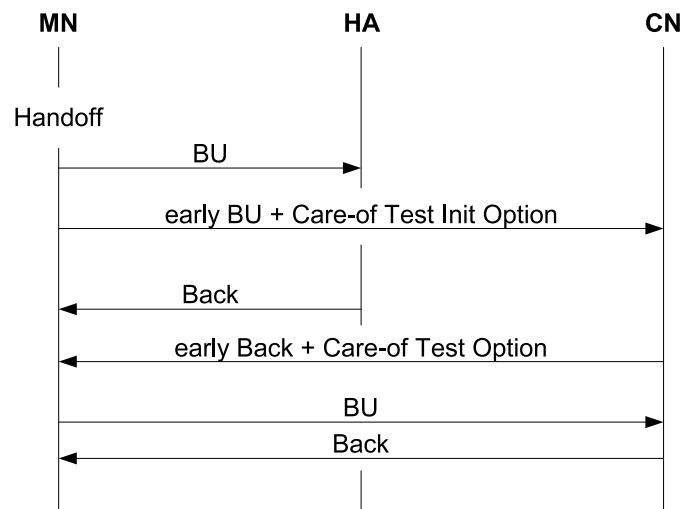 MN HA CN
Handoff
BU
early BU + Care-of Test Init Option
Back
early Back + Care-of Test Option
BU
Back